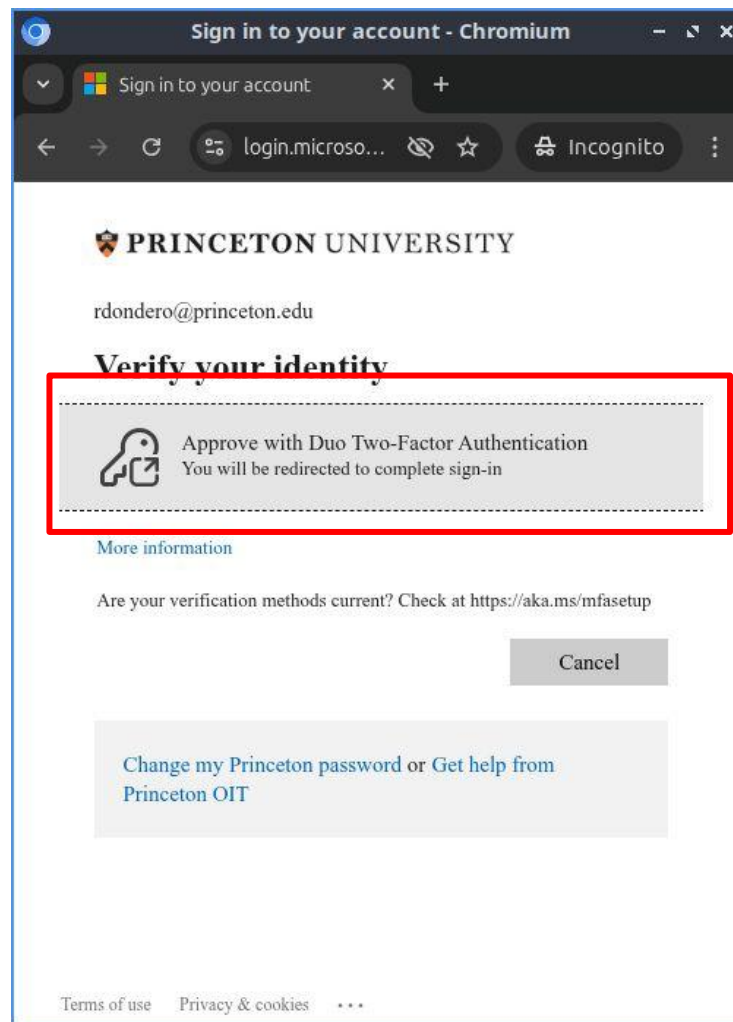 Sign in to your account - Chromium
Sign in to your account
login.microso...
Incognito
PRINCETON UNIVERSITY
rdondero@princeton.edu
Verify your identity
Approve with Duo Two-Factor Authentication
You will be redirected to complete sign-in
More information
Are your verification methods current? Check at https://aka.ms/mfasetup
Cancel
Change my Princeton password or Get help from
Princeton OIT
Terms of use Privacy & cookies ...